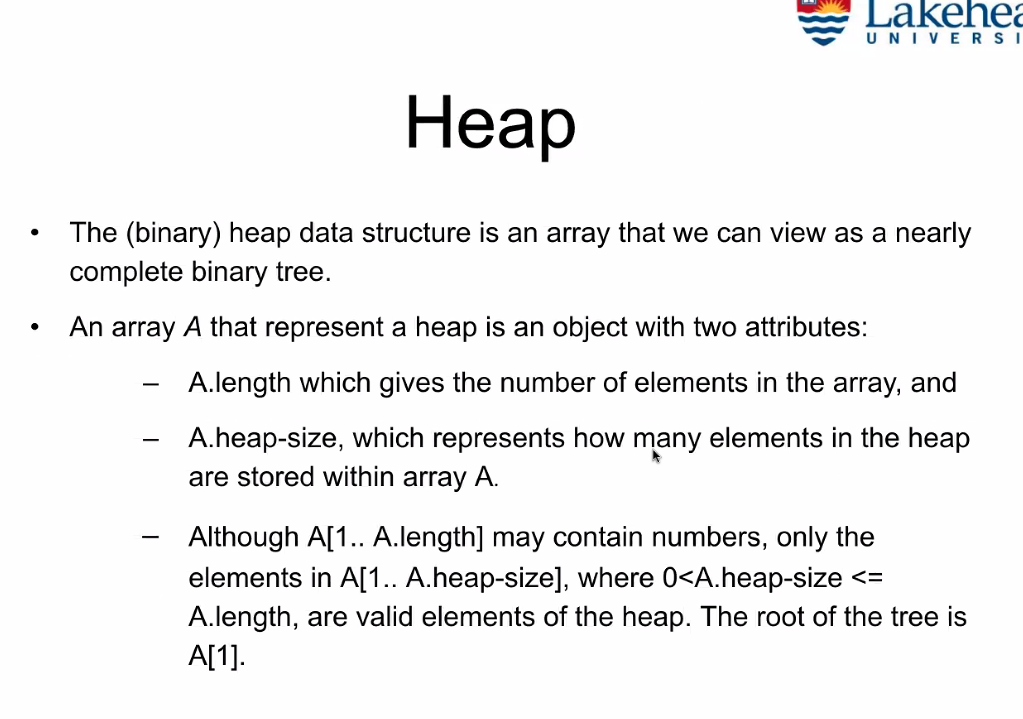 Heap
• The (binary) heap data structure is an array that we can view as a nearly
complete binary tree.
• An array A that represent a heap is an object with two attributes:
– A.length which gives the number of elements in the array, and
– A.heap-size, which represents how many elements in the heap
are stored within array A.
– Although A[1.. A.length] may contain numbers, only the
elements in A[1.. A.heap-size], where 0<A.heap-size <=
A.length, are valid elements of the heap. The root of the tree is
A[1].